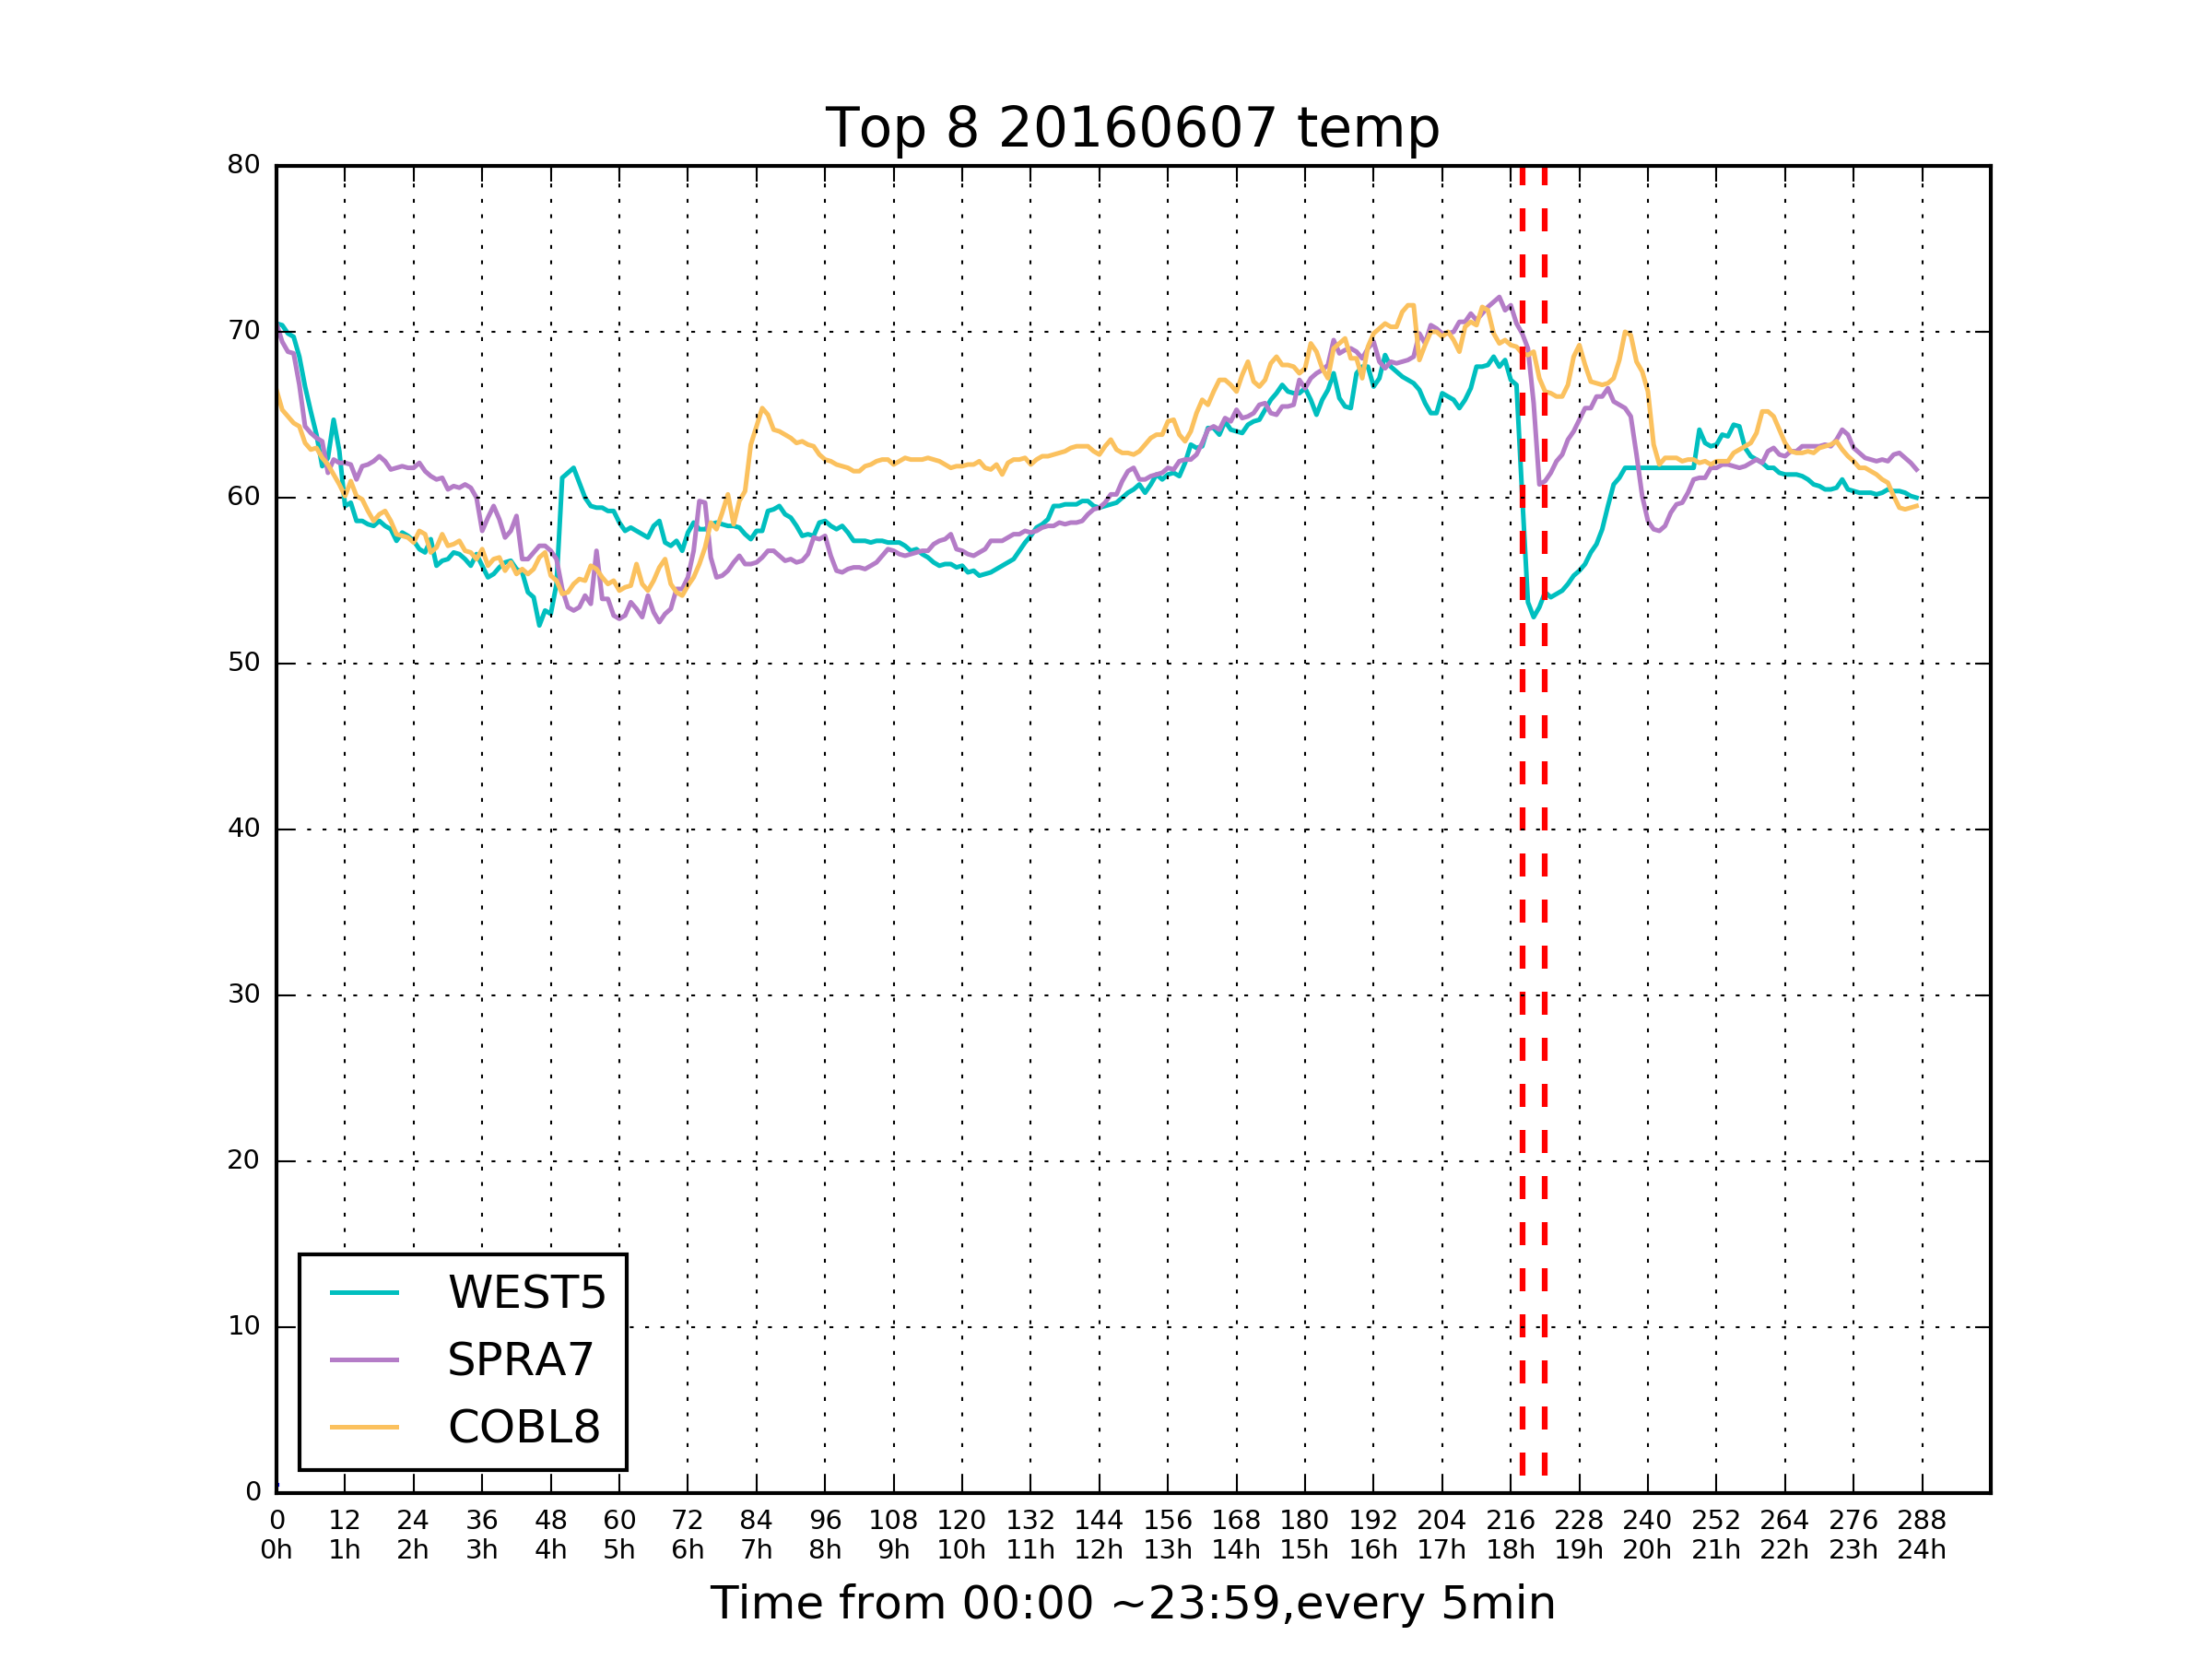 Top 8 20160607 temp
80
70
60
50
40
30
20
10
0
WEST5
SPRA7
COBL8
0 12 24 36 48 60 72 84 96 108 120 132 144 156 168 180 192 204 216 228 240 252 264 276 288
0h 1h 2h 3h 4h 5h 6h 7h 8h 9h 10h 11h 12h 13h 14h 15h 16h 17h 18h 19h 20h 21h 22h 23h 24h
Time from 00:00 ~23:59,every 5min